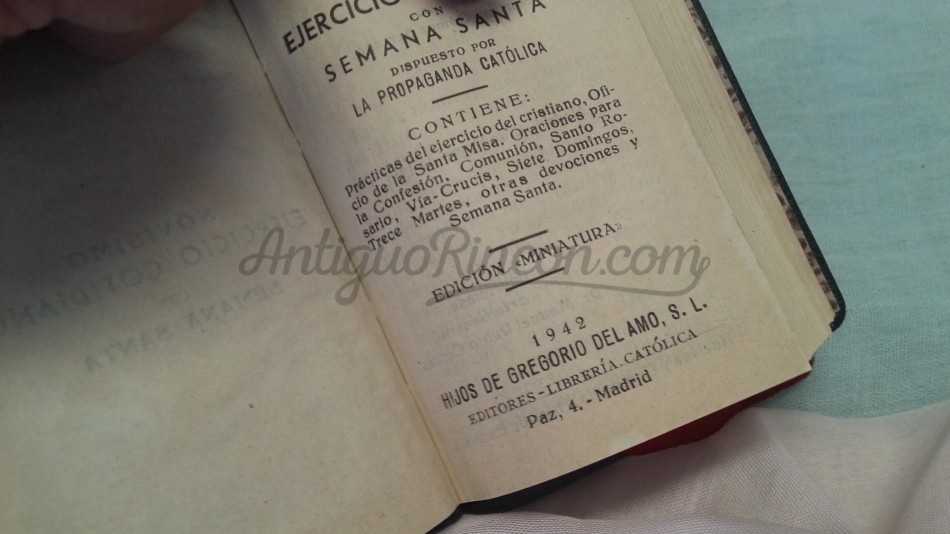 EJERCICIO
CON
SEMANA SANTA
DISPUESTO POR
LA PROPAGANDA CATÓLICA
CONTIENE:
Prácticas del ejercicio del cristiano, Ofi-
cio de la Santa Misa. Oraciones para
la Confesión. Comunión, Santo Ro-
sario, Vía-Crucis, Siete Domingos,
Trece Martes, otras devociones y
Semana Santa.
EDICIÓN «MINIATURA»
AntiguoRincon.com
1942
HIJOS DE GREGORIO DEL AMO, S. L.
EDITORES-LIBRERÍA CATÓLICA
Paz, 4. - Madrid